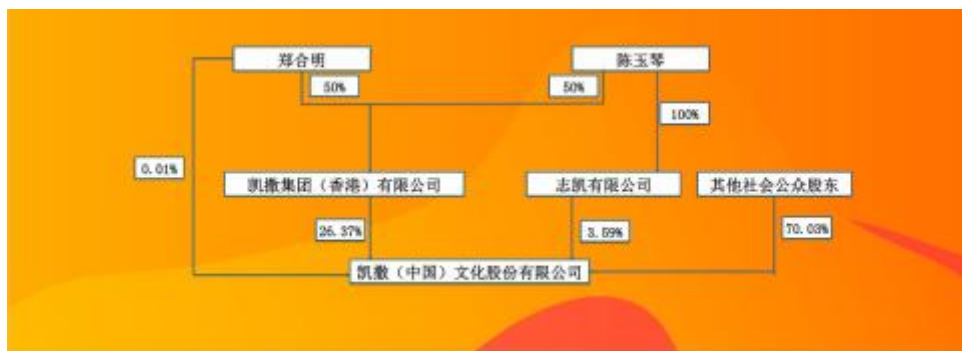 郑合明
陈玉琴
50%
50%
100%
0.01%
凯撒集团（香港）有限公司
志凯有限公司
其他社会公众股东
26.37%
3.59%
70.03%
凯撒（中国）文化股份有限公司